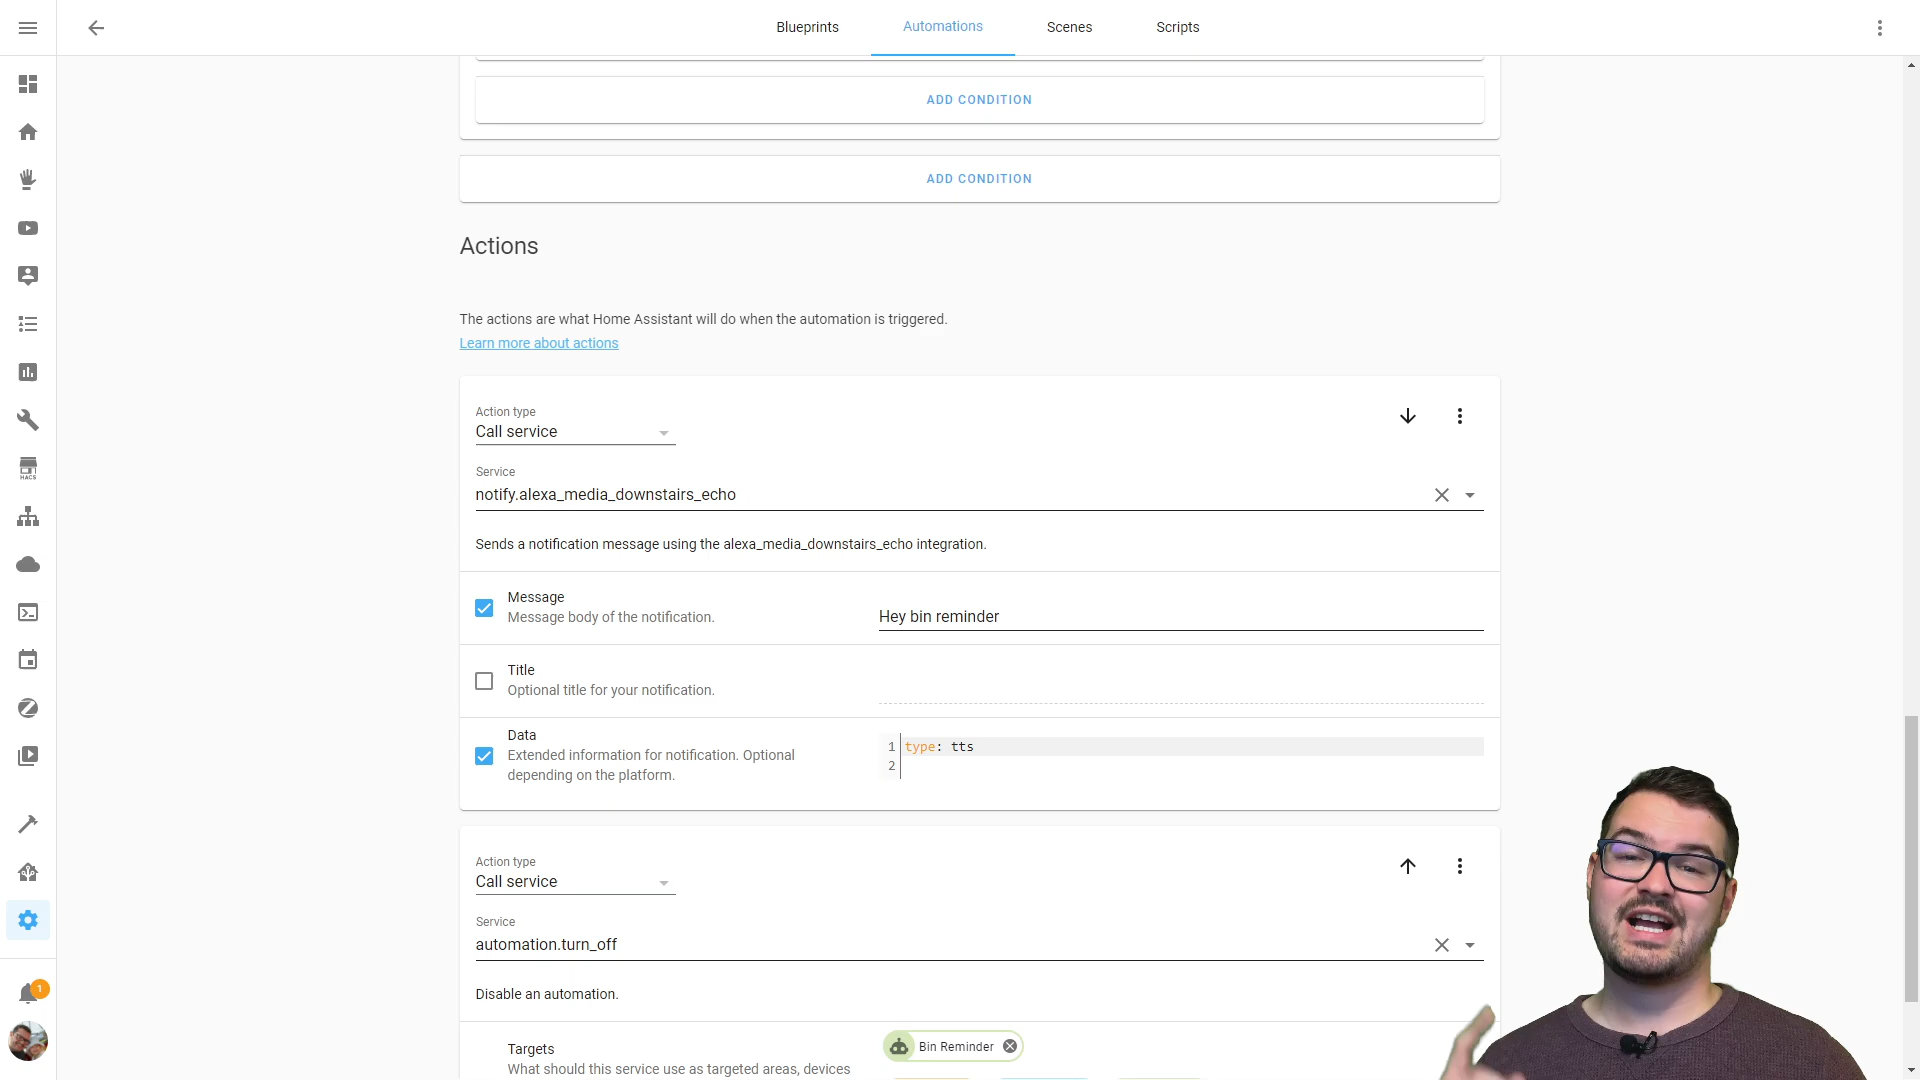 Blueprints
Automations
Scenes
Scripts
ADD CONDITION
ADD CONDITION
Actions
The actions are what Home Assistant will do when the automation is triggered.
Learn more about actions
Action type
Call service
Service
notify.alexa_media_downstairs_echo
Sends a notification message using the alexa_media_downstairs_echo integration.
Message
Message body of the notification.
Hey bin reminder
Title
Optional title for your notification.
Data
Extended information for notification. Optional
depending on the platform.
1 type: tts
2
Action type
Call service
Service
automation.turn_off
Disable an automation.
Targets
What should this service use as targeted areas, devices
Bin Reminder
HACS
1